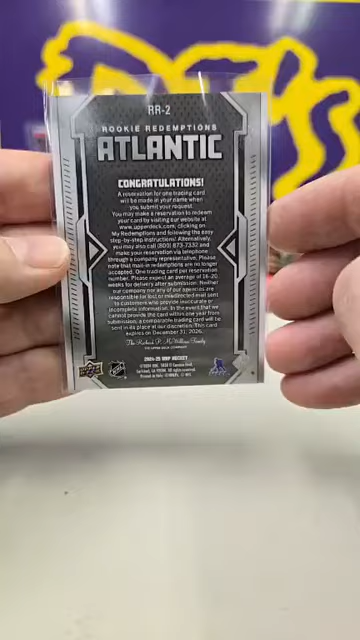 RR-2
ROOKIE REDEMPTIONS
ATLANTIC
CONGRATULATIONS!
A reservation for one trading card
will be made in your name when
you submit your request.
You may make a reservation to redeem
your card by visiting our website at
www.upperdeck.com, clicking on
My Redemptions and following the easy
step-by-step instructions! Alternatively,
you may also call (800) 873-7332 and
make your reservation via telephone
through a company representative. Please
note that mail-in redemptions are no longer
accepted. One trading card per reservation
number. Please expect an average of 16-20
weeks for delivery after submission. Neither
our company nor any of our agencies are
responsible for lost or misdirected mail sent
to customers who provide inaccurate or
incomplete information. In the event that we
cannot provide the card within one year from
submission, a comparable trading card will be
sent in its place at our discretion. This card
expires on December 31, 2026.
The Richard P. McWilliam Family
2024-25 MVP HOCKEY